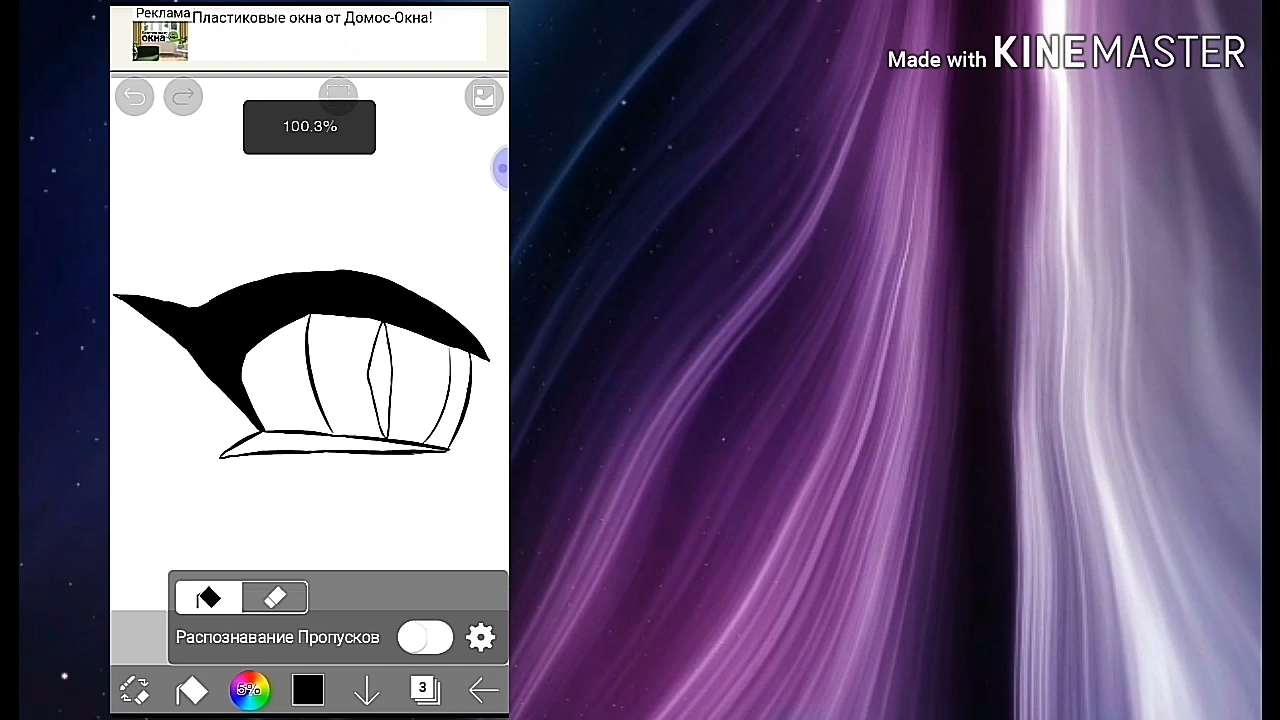 Реклама
Пластиковые окна от Домос-Окна!
окна
Made with KINEMASTER
100.3%
Распознавание Пропусков
5%
3